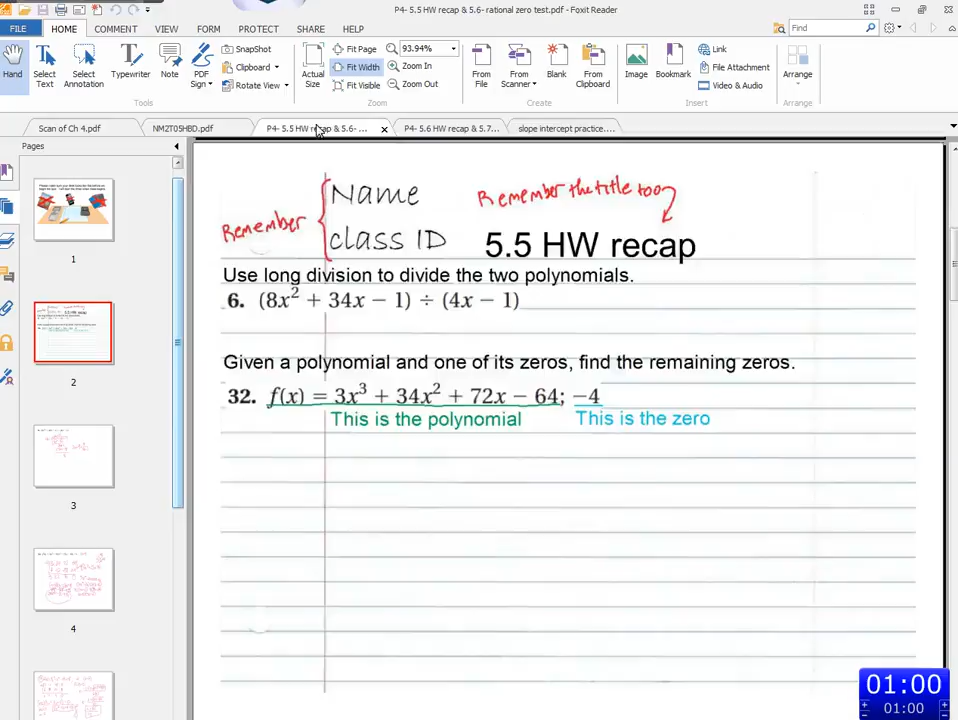 P4- 5.5 HW recap & 5.6- rational zero test.pdf - Foxit Reader
FILE HOME COMMENT VIEW FORM PROTECT SHARE HELP Find
Hand Select Text Select Annotation Typewriter Note PDF Sign SnapShot Clipboard Rotate View
Actual Size Fit Page Fit Width Fit Visible 93.94% Zoom In Zoom Out
From File From Scanner Blank From Clipboard Image Bookmark Link File Attachment Video & Audio Arrange
Tools Zoom Create Insert Arrange
Scan of Ch 4.pdf NM2T05HBD.pdf P4- 5.5 HW recap & 5.6- ... P4- 5.6 HW recap & 5.7... slope intercept practice....
Pages
1
2
3
4
Remember
Name
class ID
Remember the title too
5.5 HW recap
Use long division to divide the two polynomials.
6. (8x² + 34x − 1) ÷ (4x − 1)
Given a polynomial and one of its zeros, find the remaining zeros.
32. f(x) = 3x³ + 34x² + 72x − 64; −4
This is the polynomial This is the zero
01:00
01:00